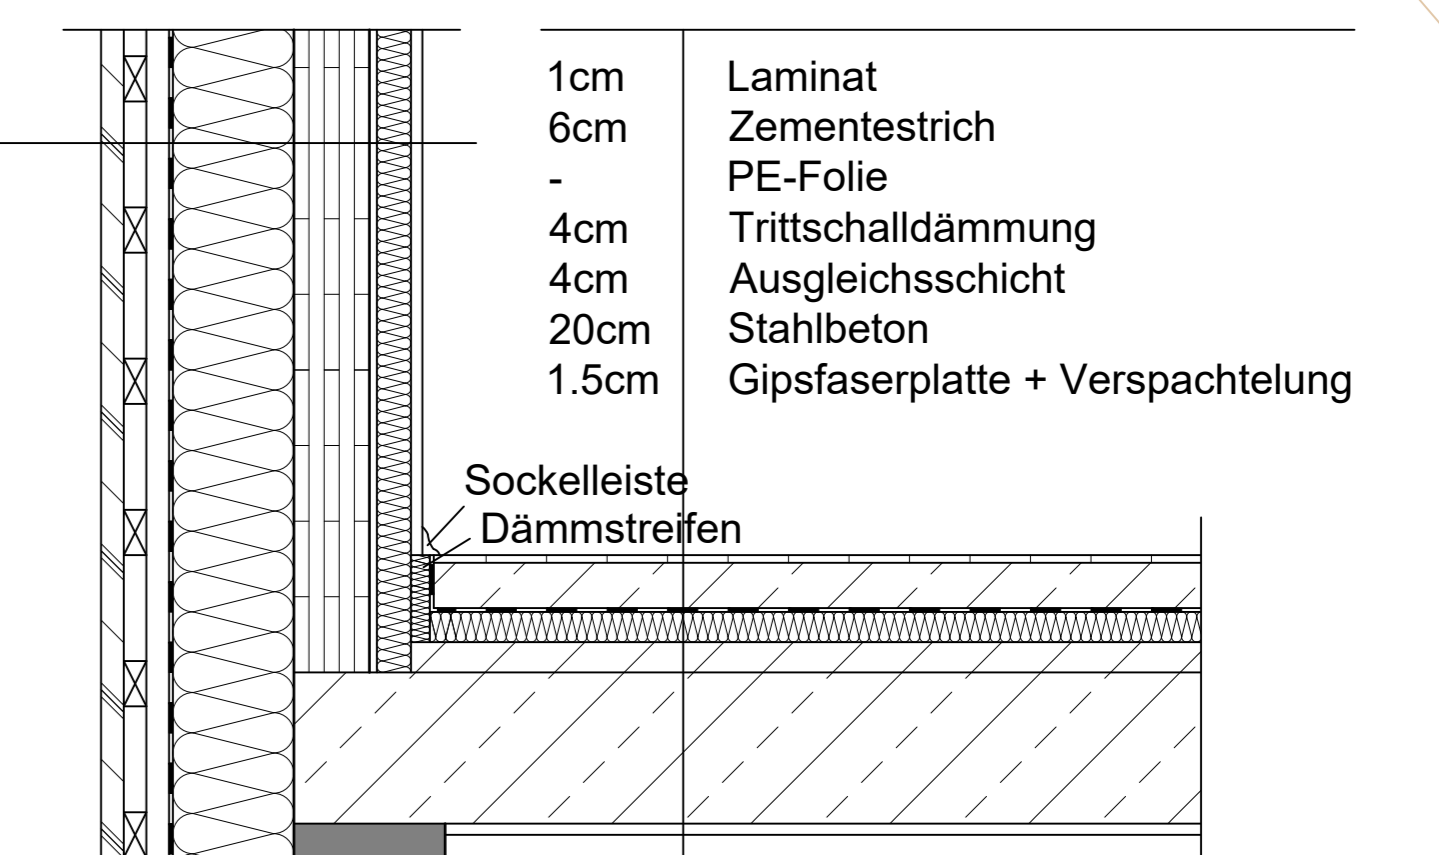 1cm Laminat
6cm Zementestrich
- PE-Folie
4cm Trittschalldämmung
4cm Ausgleichsschicht
20cm Stahlbeton
1.5cm Gipsfaserplatte + Verspachtelung
Sockelleiste
Dämmstreifen